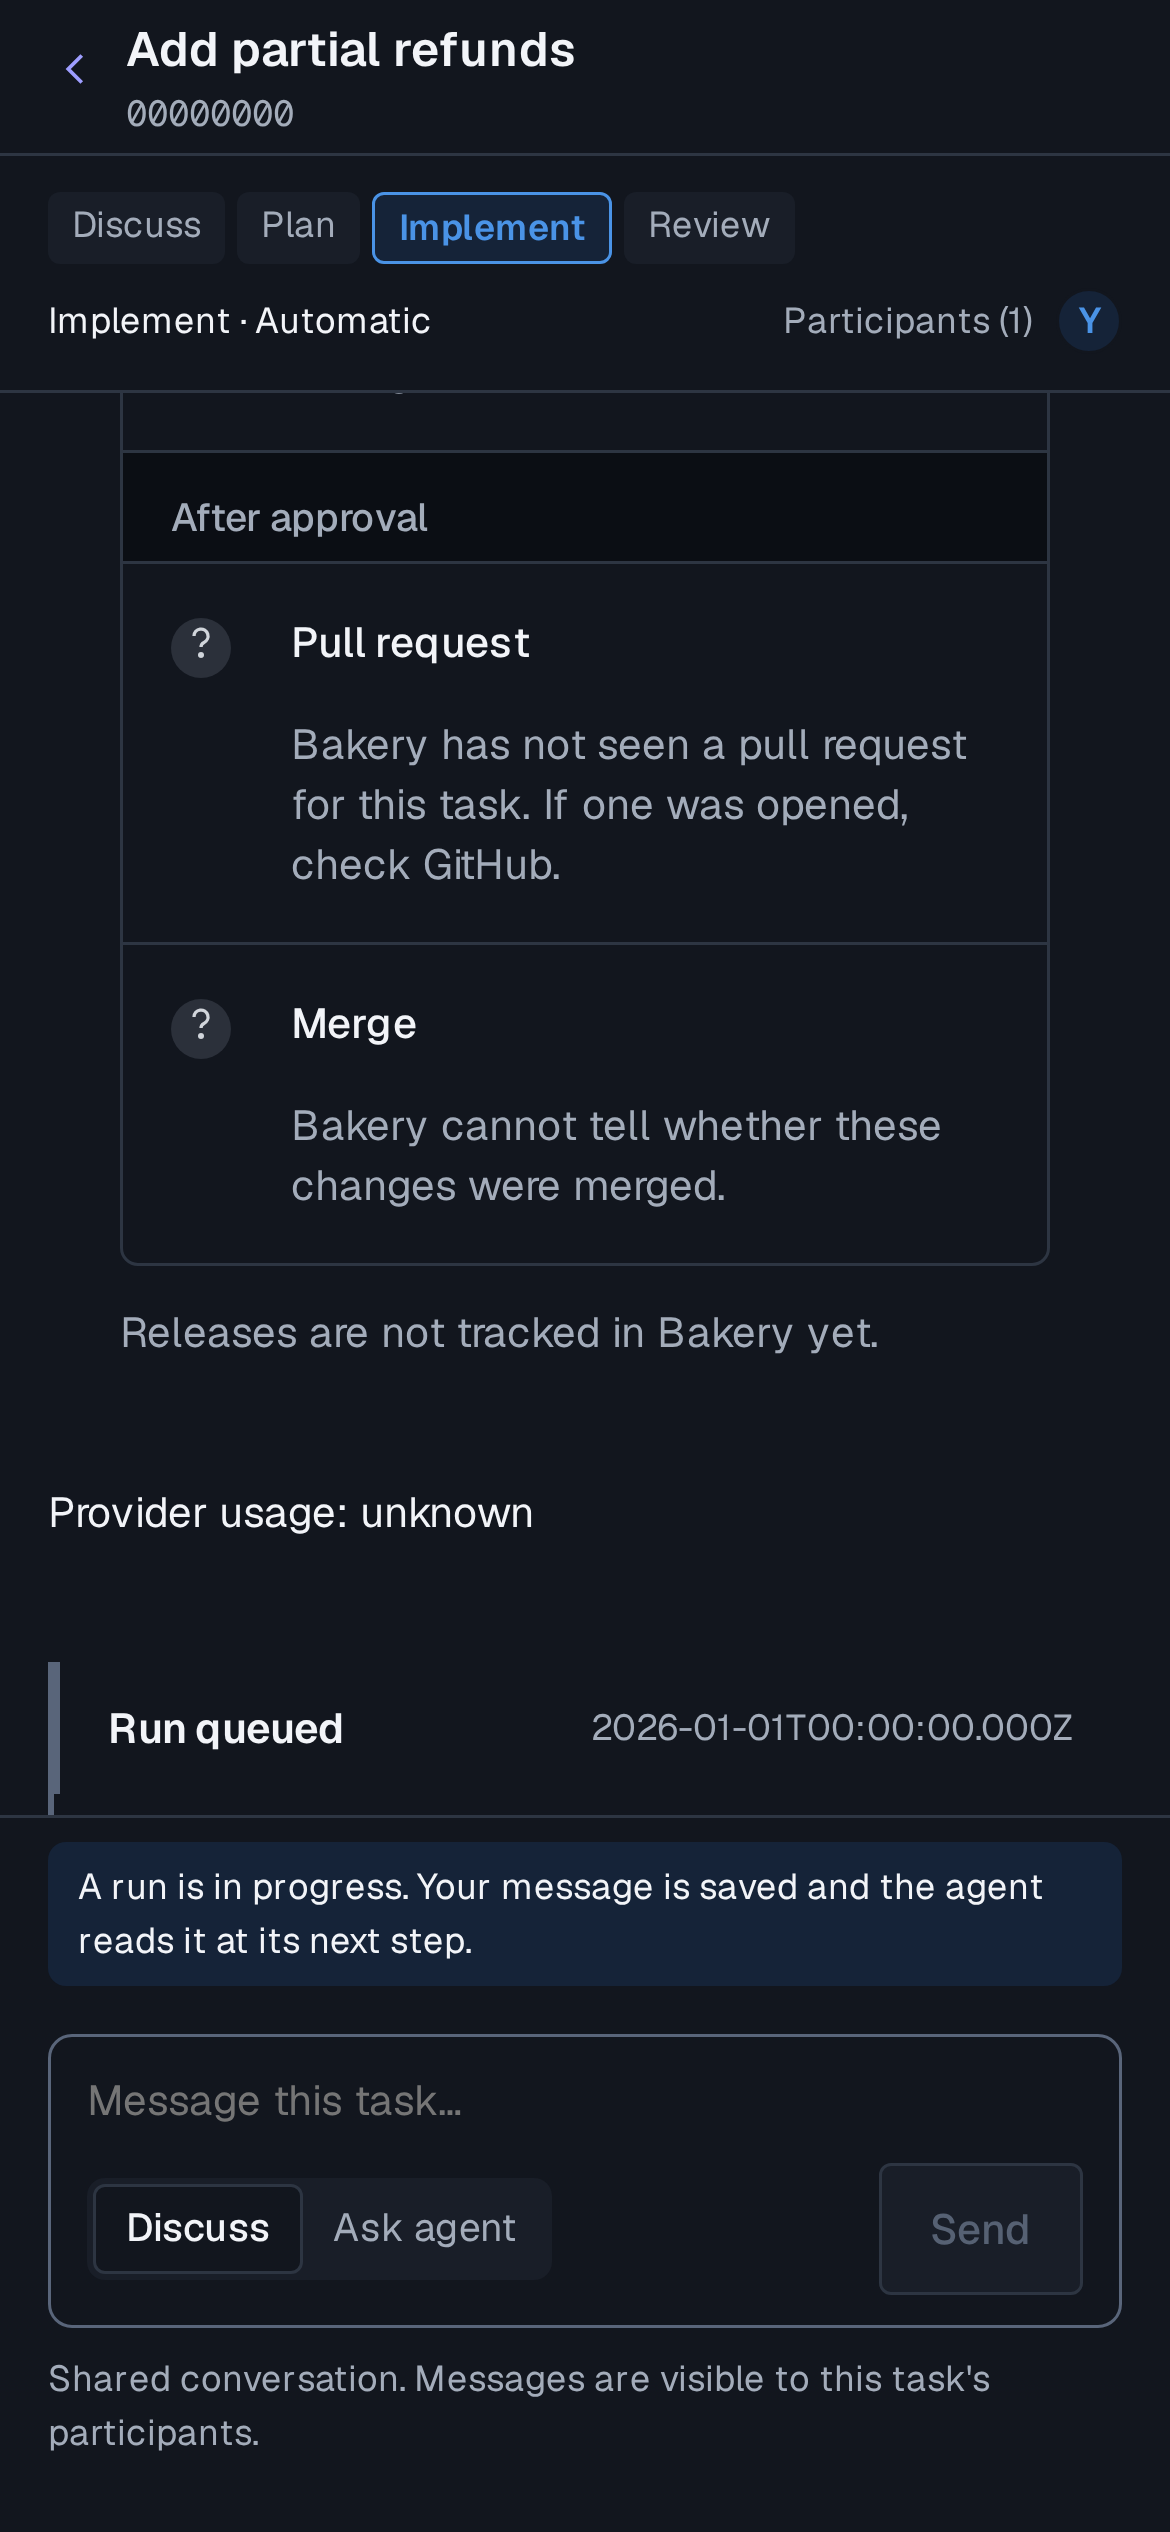 Add partial refunds
00000000
Discuss Plan Implement Review
Implement · Automatic Participants (1) Y
After approval
? Pull request
Bakery has not seen a pull request
for this task. If one was opened,
check GitHub.
? Merge
Bakery cannot tell whether these
changes were merged.
Releases are not tracked in Bakery yet.
Provider usage: unknown
Run queued 2026-01-01T00:00:00.000Z
A run is in progress. Your message is saved and the agent
reads it at its next step.
Message this task...
Discuss Ask agent Send
Shared conversation. Messages are visible to this task's
participants.